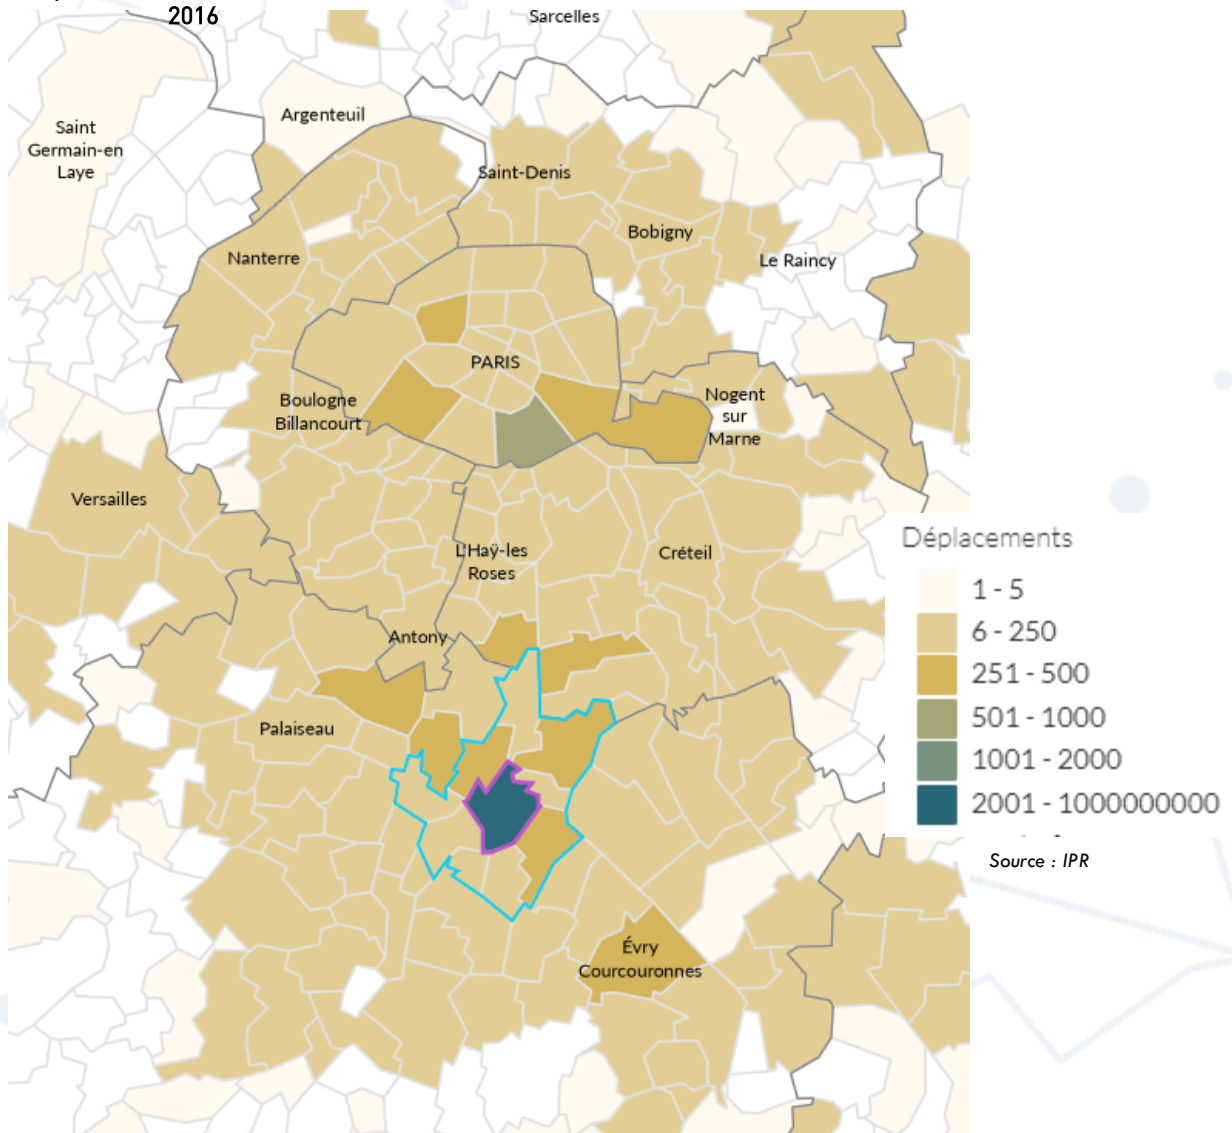 2016
Sarcelles
Argenteuil
Saint
Germain-en
Laye
Saint-Denis
Bobigny
Nanterre
Le Raincy
PARIS
Boulogne
Billancourt
Nogent
sur
Marne
Versailles
L'Haÿ-les
Roses
Créteil
Antony
Palaiseau
Évry
Courcouronnes
Déplacements
1 - 5
6 - 250
251 - 500
501 - 1000
1001 - 2000
2001 - 1000000000
Source : IPR